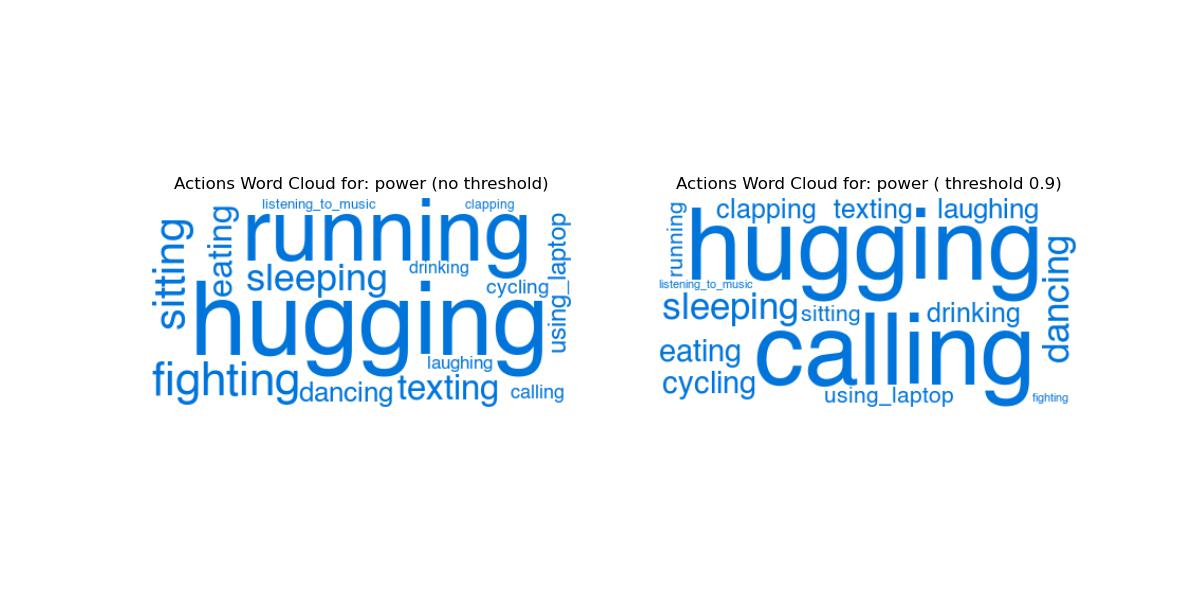 Actions Word Cloud for: power (no threshold)
listening_to_music
clapping
sitting
eating
running
using_laptop
sleeping
drinking
cycling
hugging
laughing
fighting
dancing
texting
calling
Actions Word Cloud for: power ( threshold 0.9)
running
clapping
texting
laughing
hugging
listening_to_music
dancing
sleeping
sitting
drinking
calling
eating
cycling
using_laptop
fighting